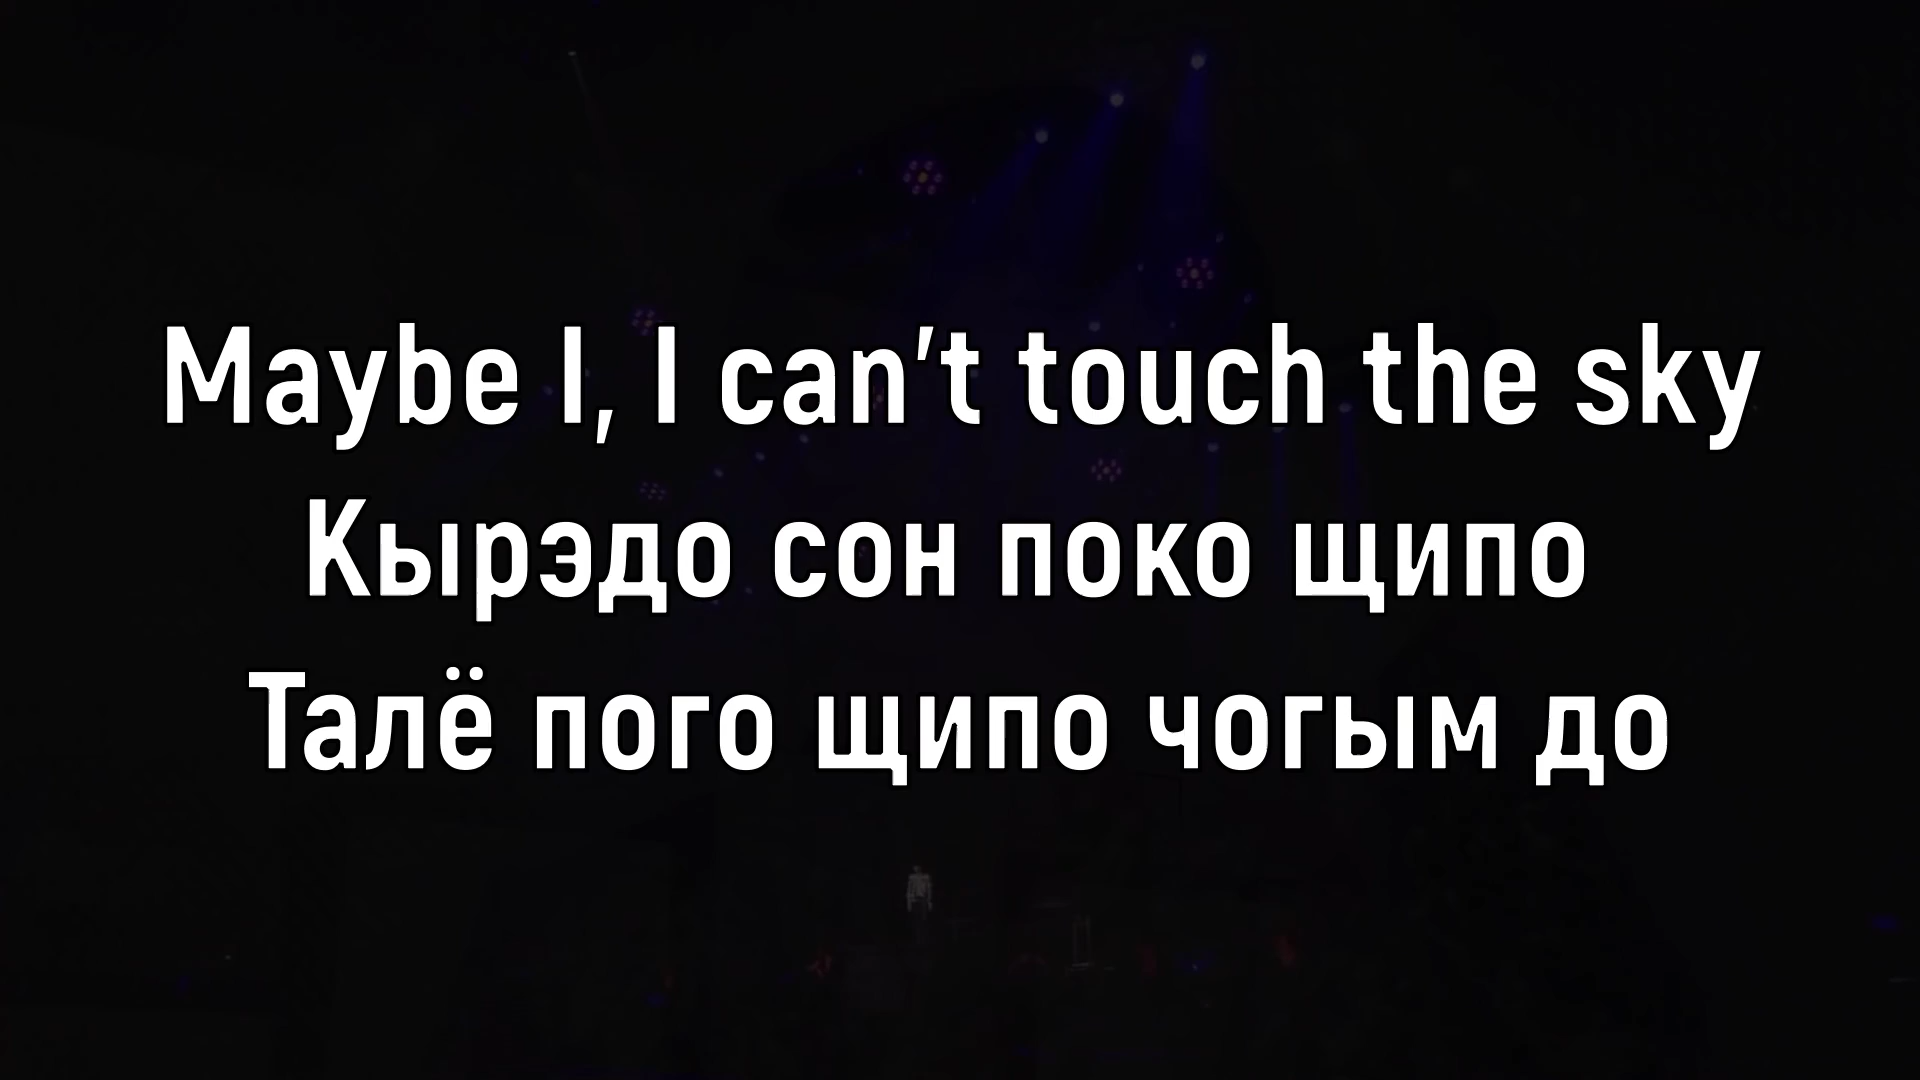 Maybe I, I can't touch the sky
Кырэдо сон поко щипо
Талё пого щипо чогым до